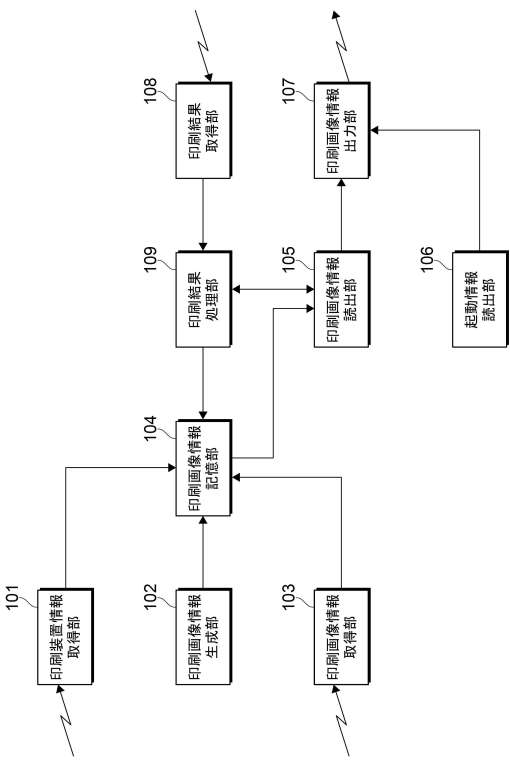 101
印刷装置情報
取得部
102
印刷画像情報
生成部
103
印刷画像情報
取得部
104
印刷画像情報
記憶部
109
印刷結果
処理部
105
印刷画像情報
読出部
106
起動情報
読出部
108
印刷結果
取得部
107
印刷画像情報
出力部